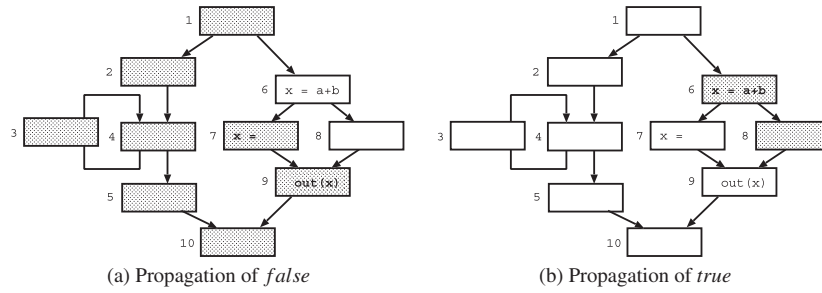 1
2
6 x = a+b
3
4
7 x =
8
9 out(x)
5
10
(a) Propagation of false
1
2
6 x = a+b
3
4
7 x =
8
9 out(x)
5
10
(b) Propagation of true